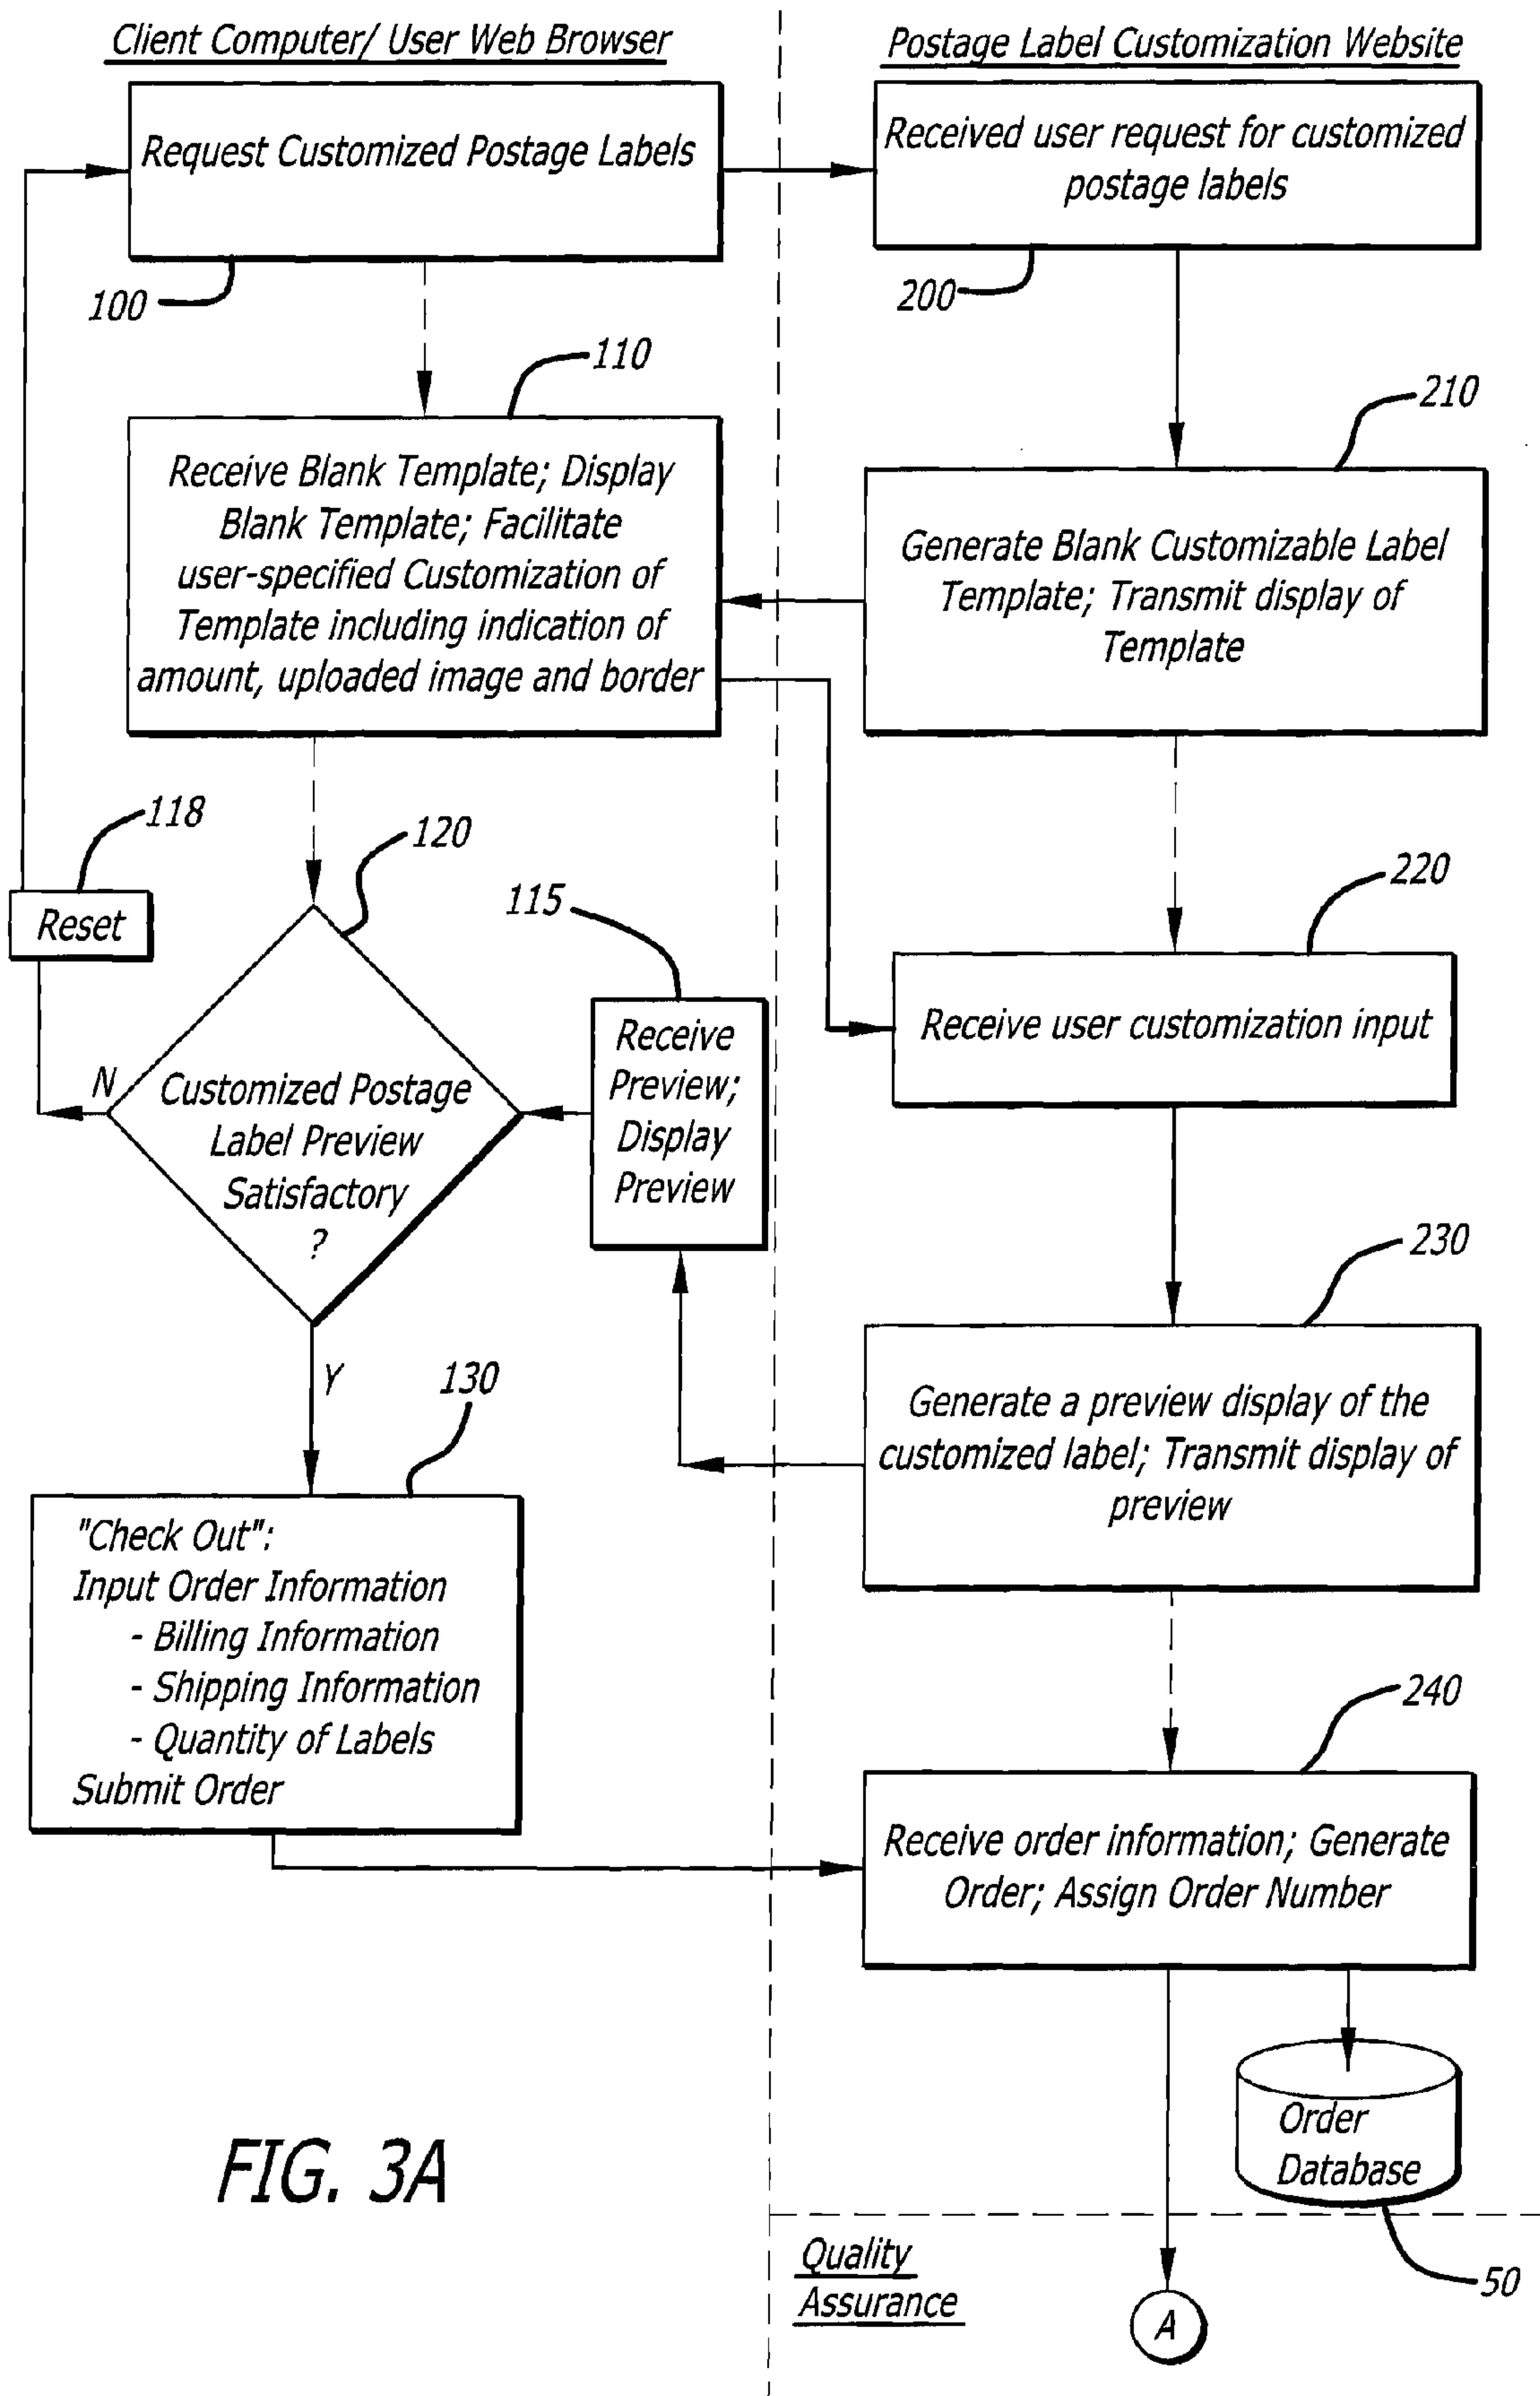 Client Computer/ User Web Browser
Postage Label Customization Website
Request Customized Postage Labels
100
Received user request for customized
postage labels
200
110
Receive Blank Template; Display
Blank Template; Facilitate
user-specified Customization of
Template including indication of
amount, uploaded image and border
210
Generate Blank Customizable Label
Template; Transmit display of
Template
118
Reset
120
Customized Postage
Label Preview
Satisfactory
?
N
Y
115
Receive
Preview;
Display
Preview
220
Receive user customization input
230
Generate a preview display of the
customized label; Transmit display of
preview
130
"Check Out":
Input Order Information
- Billing Information
- Shipping Information
- Quantity of Labels
Submit Order
240
Receive order information; Generate
Order; Assign Order Number
Order
Database
50
FIG. 3A
Quality
Assurance
A